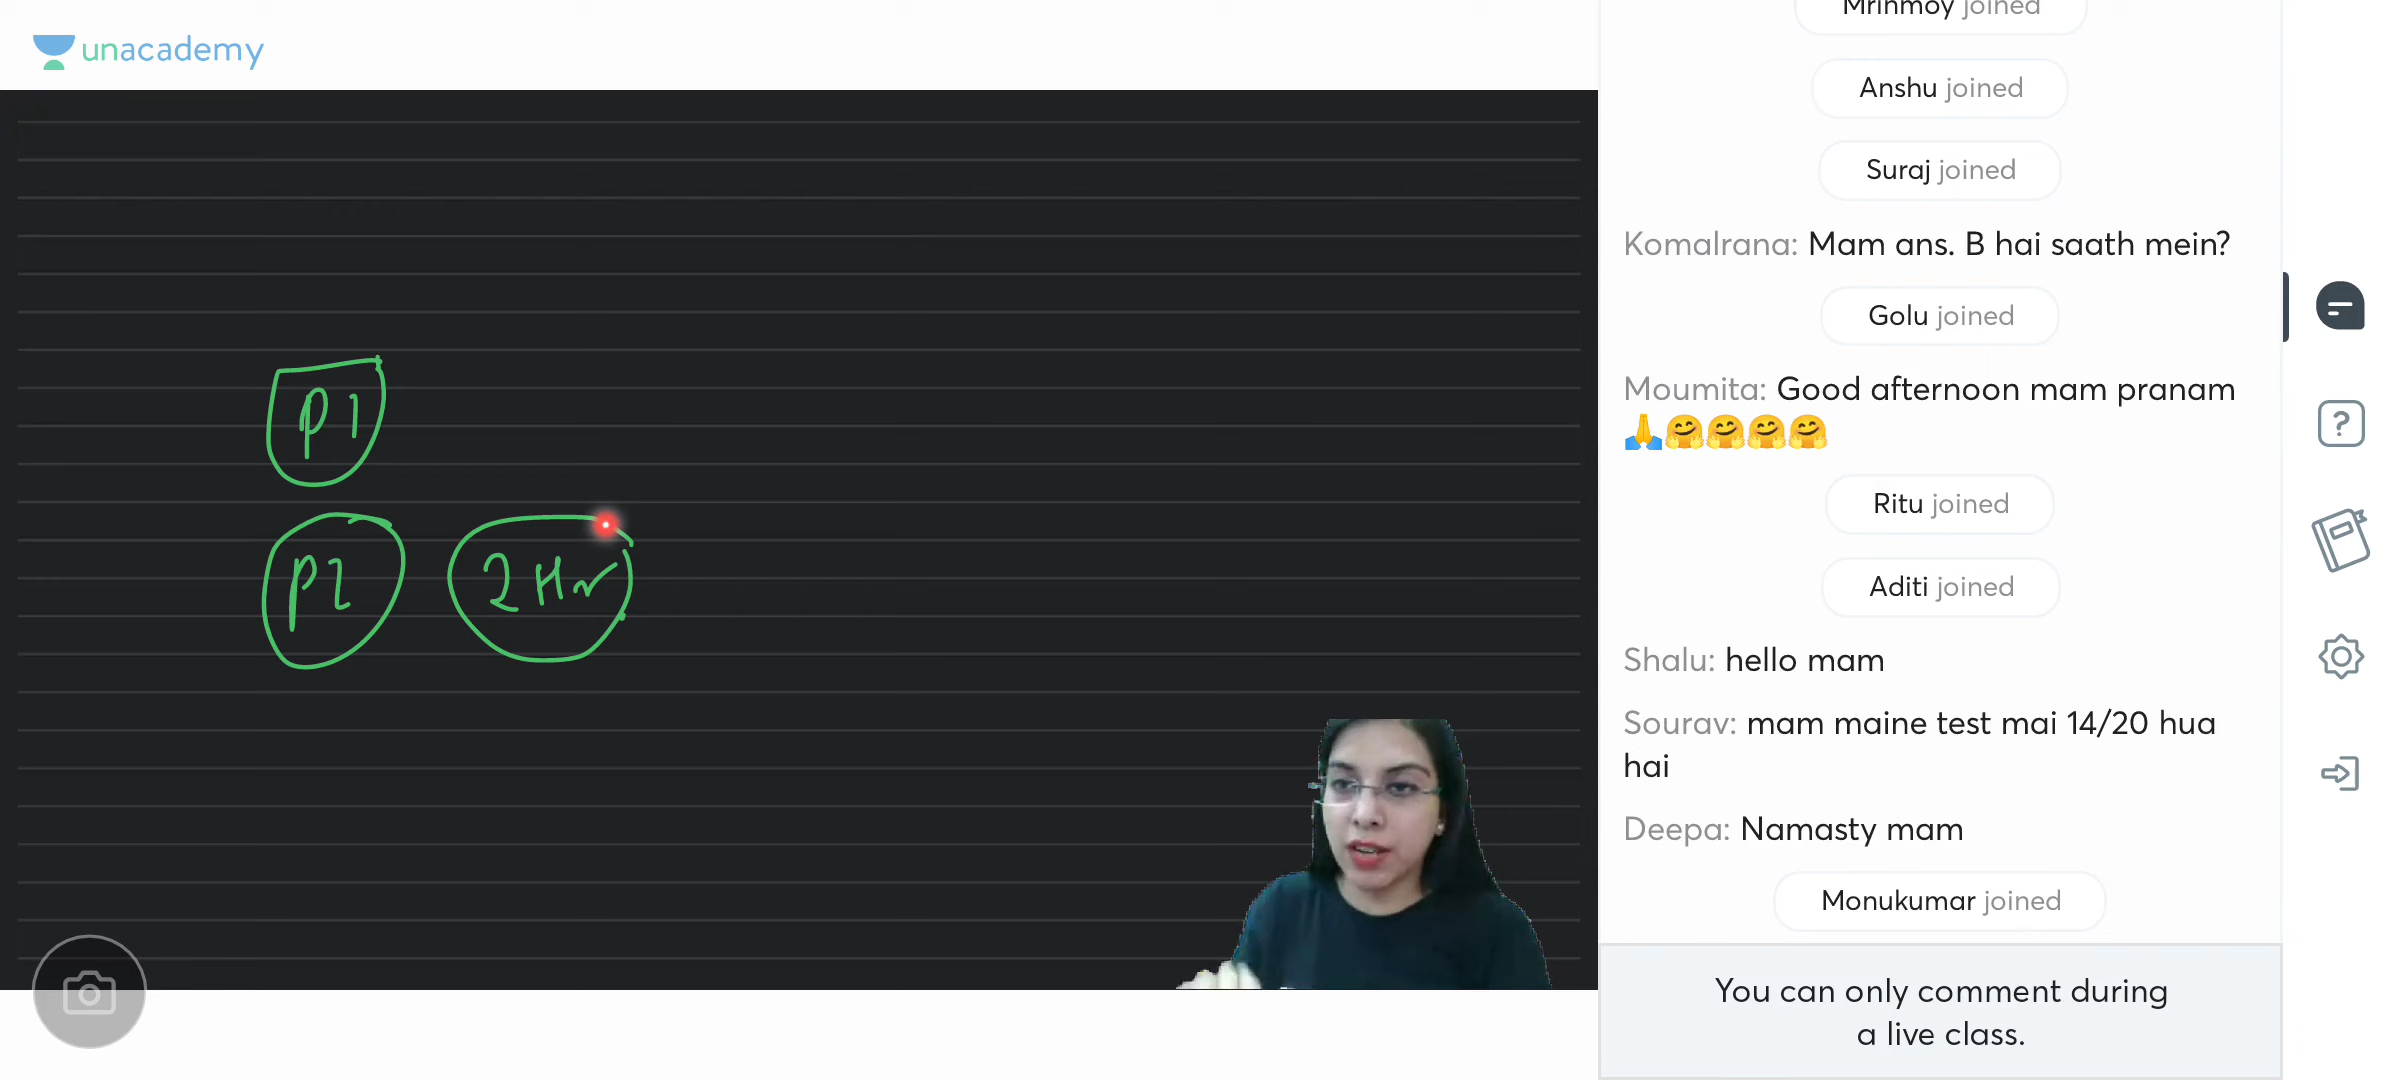 unacademy
P1
P2 2 Hr
Mrinmoy joined
Anshu joined
Suraj joined
Komalrana: Mam ans. B hai saath mein?
Golu joined
Moumita: Good afternoon mam pranam
🙏🤗🤗🤗🤗
Ritu joined
Aditi joined
Shalu: hello mam
Sourav: mam maine test mai 14/20 hua
hai
Deepa: Namasty mam
Monukumar joined
You can only comment during
a live class.